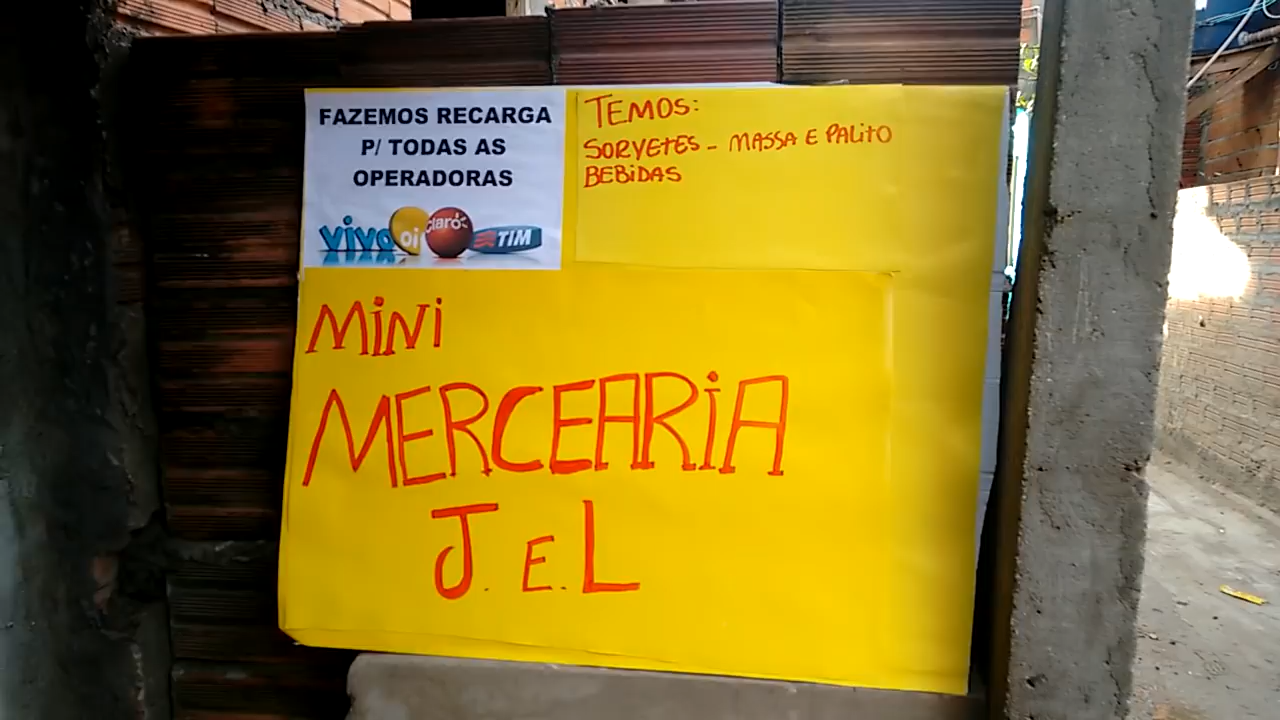 FAZEMOS RECARGA
P/ TODAS AS
OPERADORAS
vivo oi claro TIM
TEMOS:
SORVETES - MASSA E PALITO
BEBIDAS
MINI
MERCEARIA
J. E. L